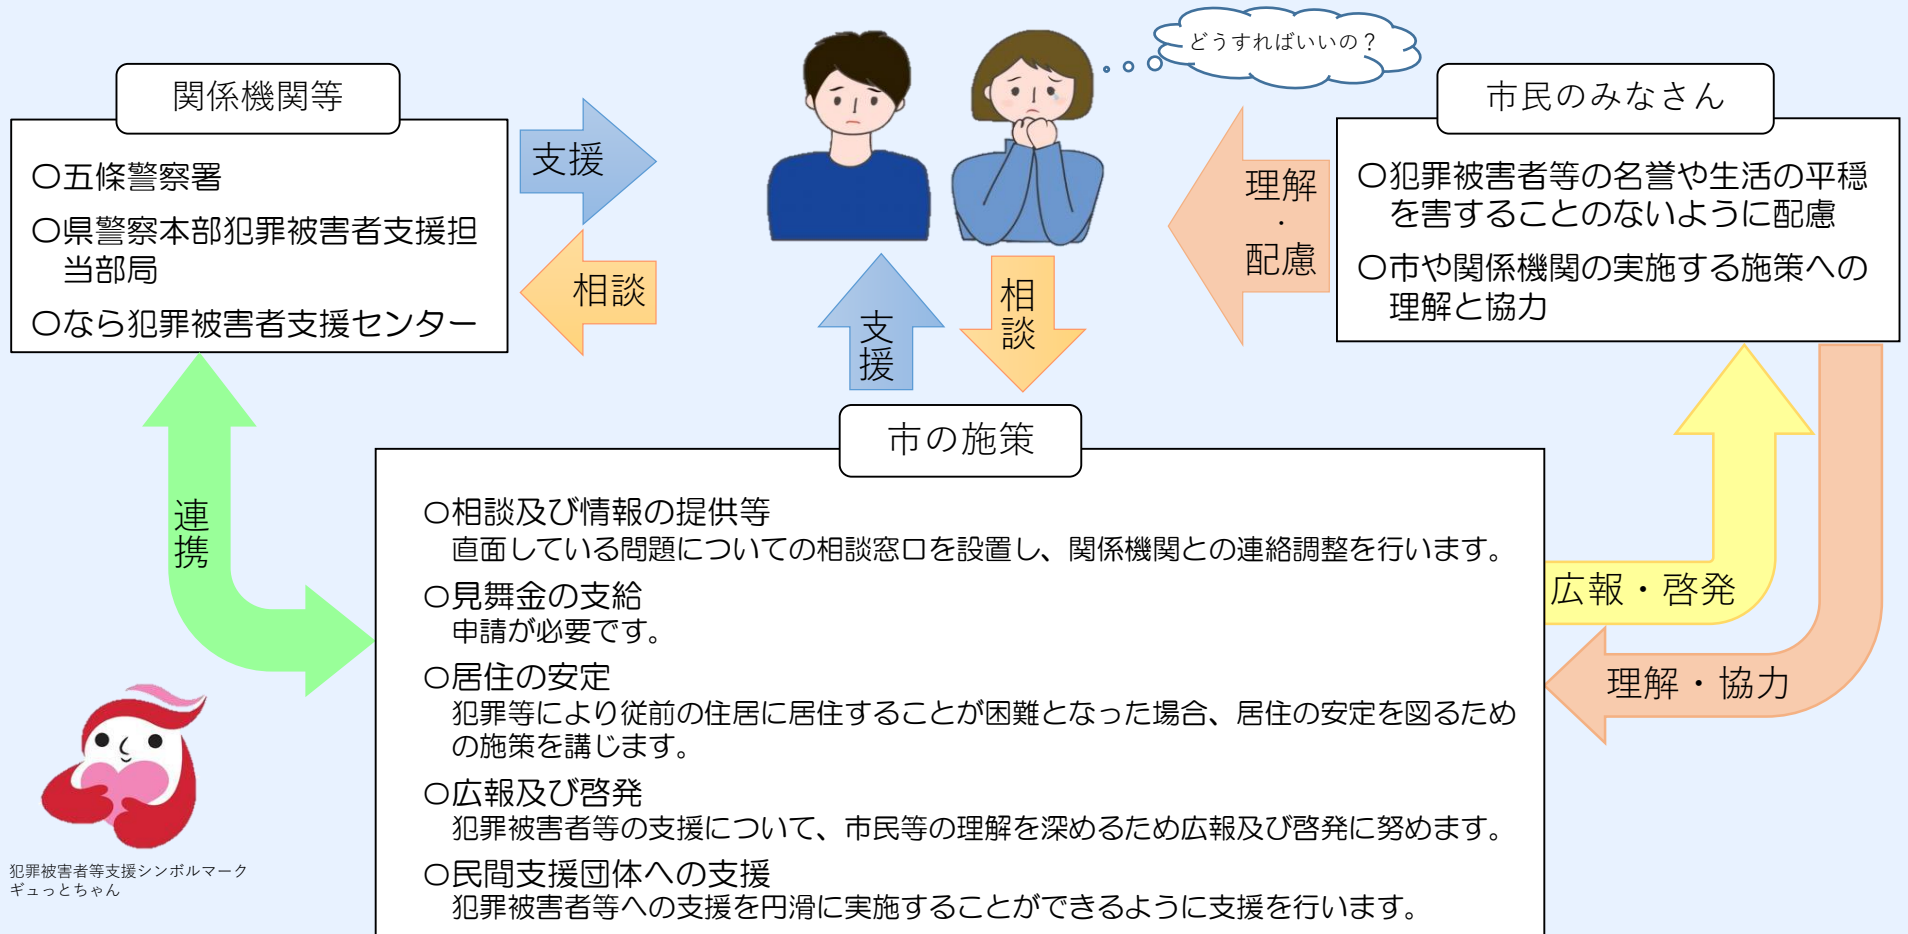 どうすればいいの？
関係機関等
〇五條警察署
〇県警察本部犯罪被害者支援担
当部局
〇なら犯罪被害者支援センター
支援
相談
支援
相談
理解
・
配慮
市民のみなさん
〇犯罪被害者等の名誉や生活の平穏
を害することのないように配慮
〇市や関係機関の実施する施策への
理解と協力
連携
市の施策
〇相談及び情報の提供等
直面している問題についての相談窓口を設置し、関係機関との連絡調整を行います。
〇見舞金の支給
申請が必要です。
〇居住の安定
犯罪等により従前の住居に居住することが困難となった場合、居住の安定を図るため
の施策を講じます。
〇広報及び啓発
犯罪被害者等の支援について、市民等の理解を深めるため広報及び啓発に努めます。
〇民間支援団体への支援
犯罪被害者等への支援を円滑に実施することができるように支援を行います。
広報・啓発
理解・協力
犯罪被害者等支援シンボルマーク
ギュっとちゃん